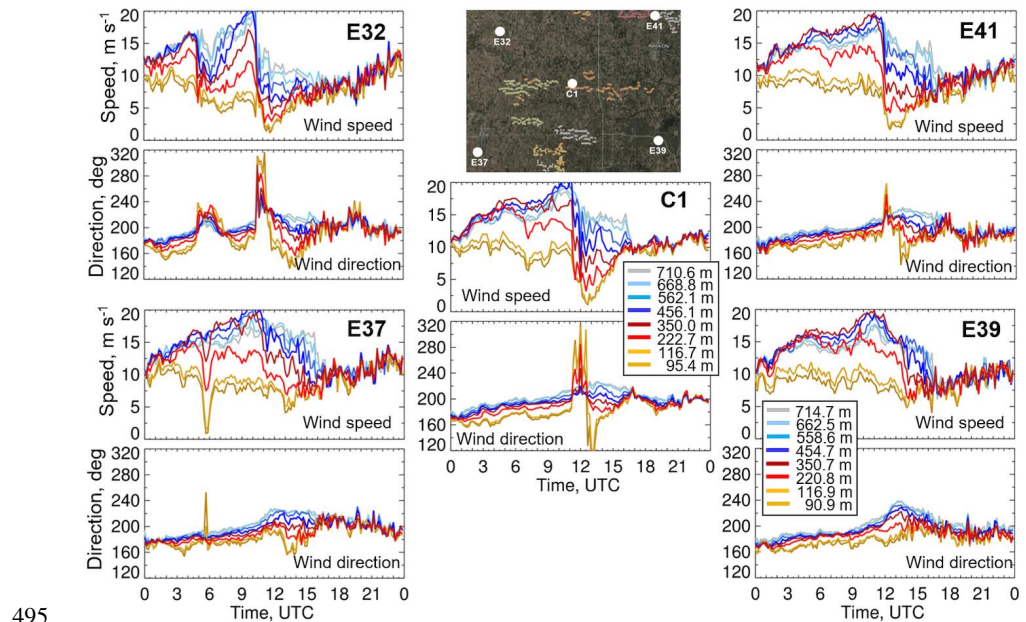 E32
Speed, m s⁻¹
20
15
10
5
0
Wind speed
Direction, deg
320
280
240
200
160
120
Wind direction
E32
E41
C1
E37
E39
E41
20
15
10
5
0
Wind speed
320
280
240
200
160
120
Wind direction
C1
20
15
10
5
0
Wind speed
710.6 m
668.8 m
562.1 m
456.1 m
350.0 m
222.7 m
116.7 m
95.4 m
320
280
240
200
160
120
Wind direction
0 3 6 9 12 15 18 21 0
Time, UTC
E37
Speed, m s⁻¹
20
15
10
5
0
Wind speed
Direction, deg
320
280
240
200
160
120
Wind direction
0 3 6 9 12 15 18 21 0
Time, UTC
E39
20
15
10
5
0
Wind speed
714.7 m
662.5 m
558.6 m
454.7 m
350.7 m
220.8 m
116.9 m
90.9 m
320
280
240
200
160
120
Wind direction
0 3 6 9 12 15 18 21 0
Time, UTC
495